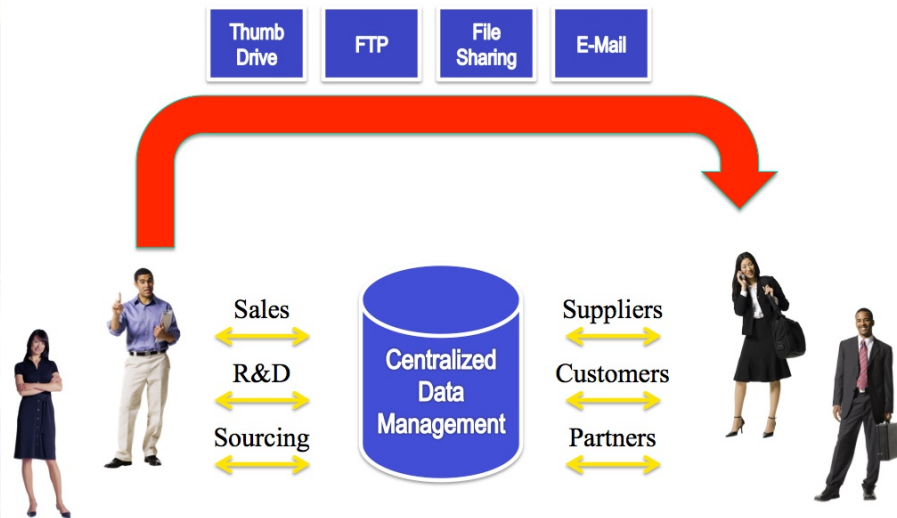 Thumb
Drive
FTP
File
Sharing
E-Mail
Sales
R&D
Sourcing
Centralized
Data
Management
Suppliers
Customers
Partners